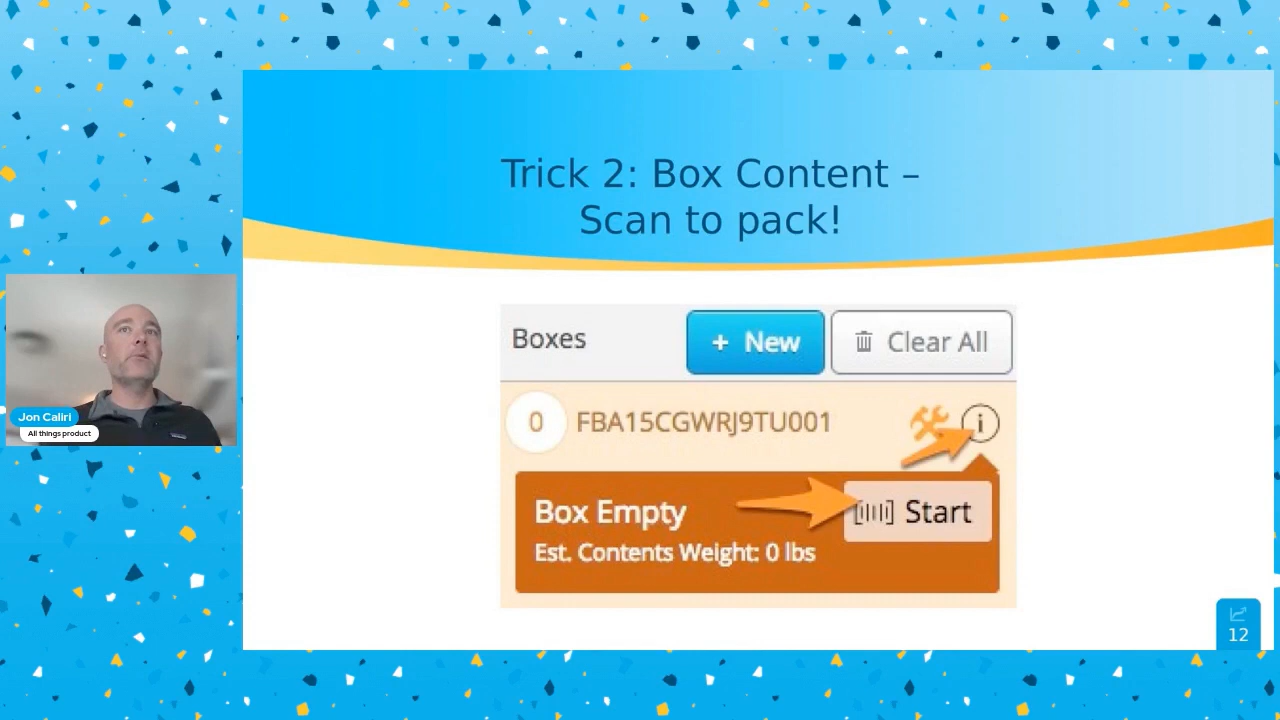 Trick 2: Box Content –
Scan to pack!
Boxes
+ New
Clear All
0
FBA15CGWRJ9TU001
i
Box Empty
Start
Est. Contents Weight: 0 lbs
Jon Caliri
All things product
12